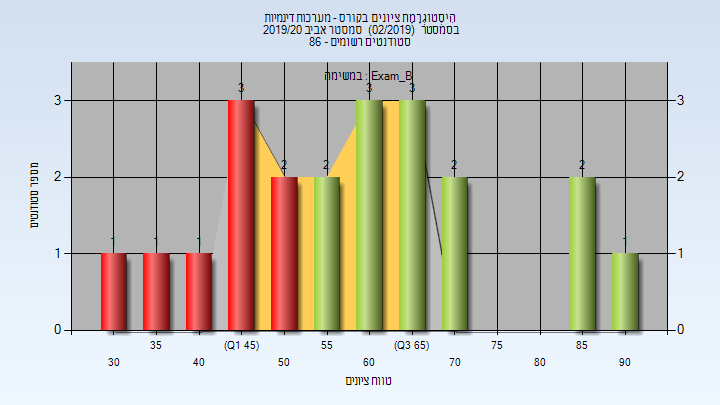 היסטוגרמת ציונים בקורס - מערכות דינמיות
בסמסטר (02/2019) סמסטר אביב 2019/20
סטודנטים רשומים - 86
במשימה : Exam_B
מספר סטודנטים
3 3
2 2
1 1
0 0
1 1 1 3 2 2 3 3 2 2 1
35 (Q1 45) 55 (Q3 65) 75 85
30 40 50 60 70 80 90
טווח ציונים